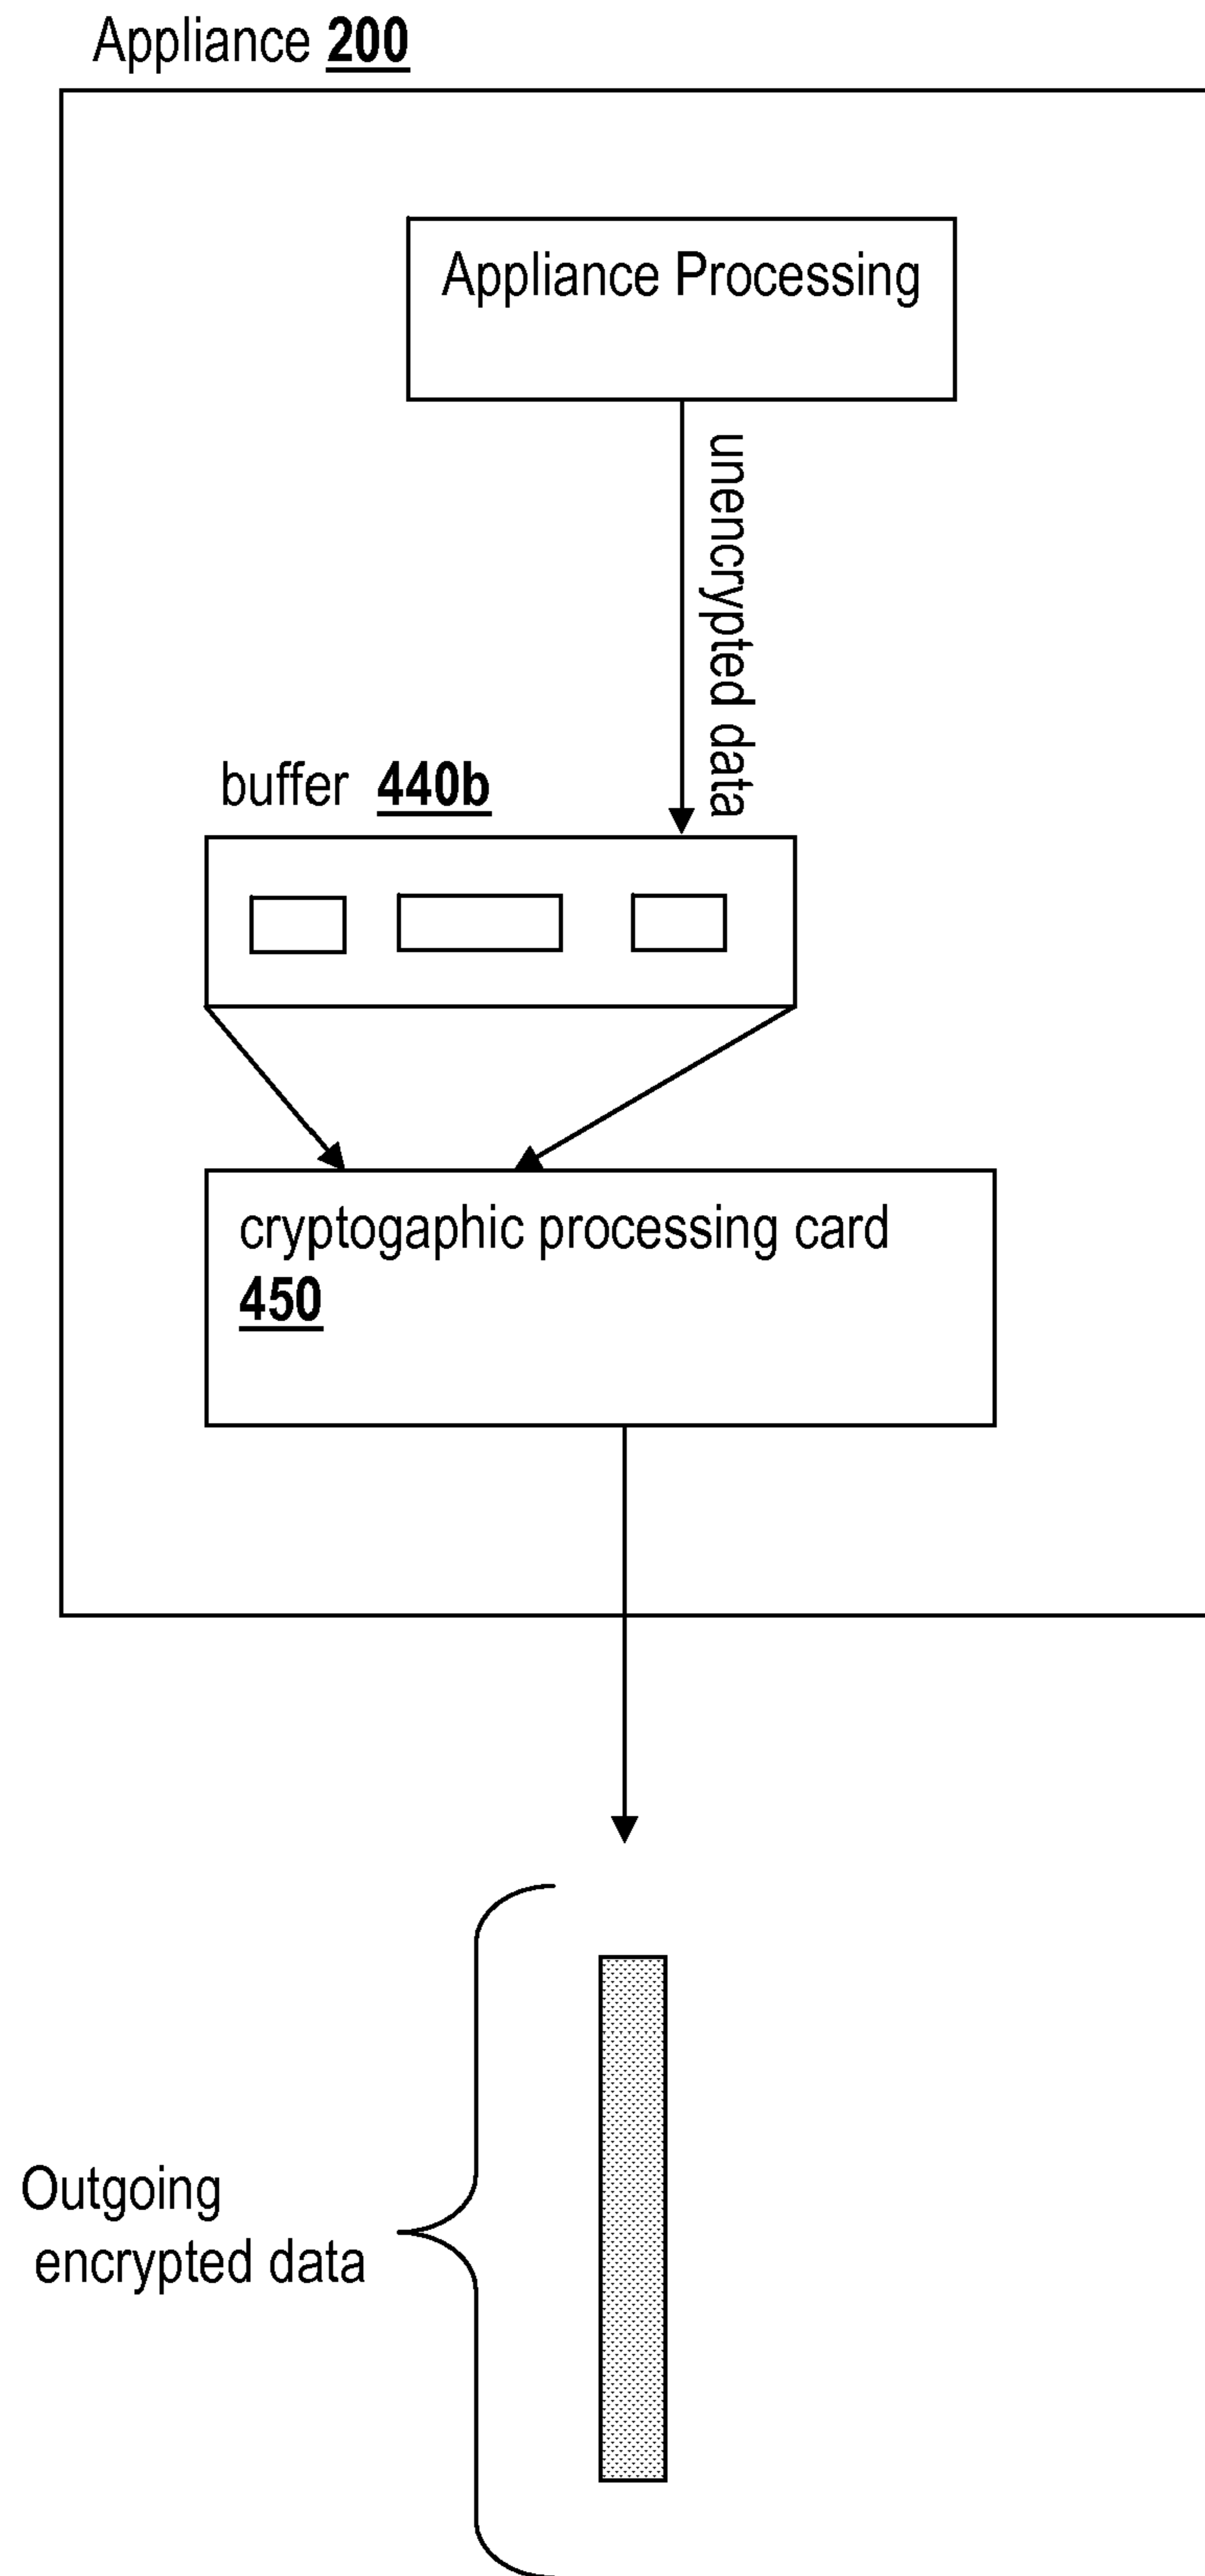 Appliance 200
Appliance Processing
unencrypted data
buffer 440b
cryptogaphic processing card
450
Outgoing
encrypted data